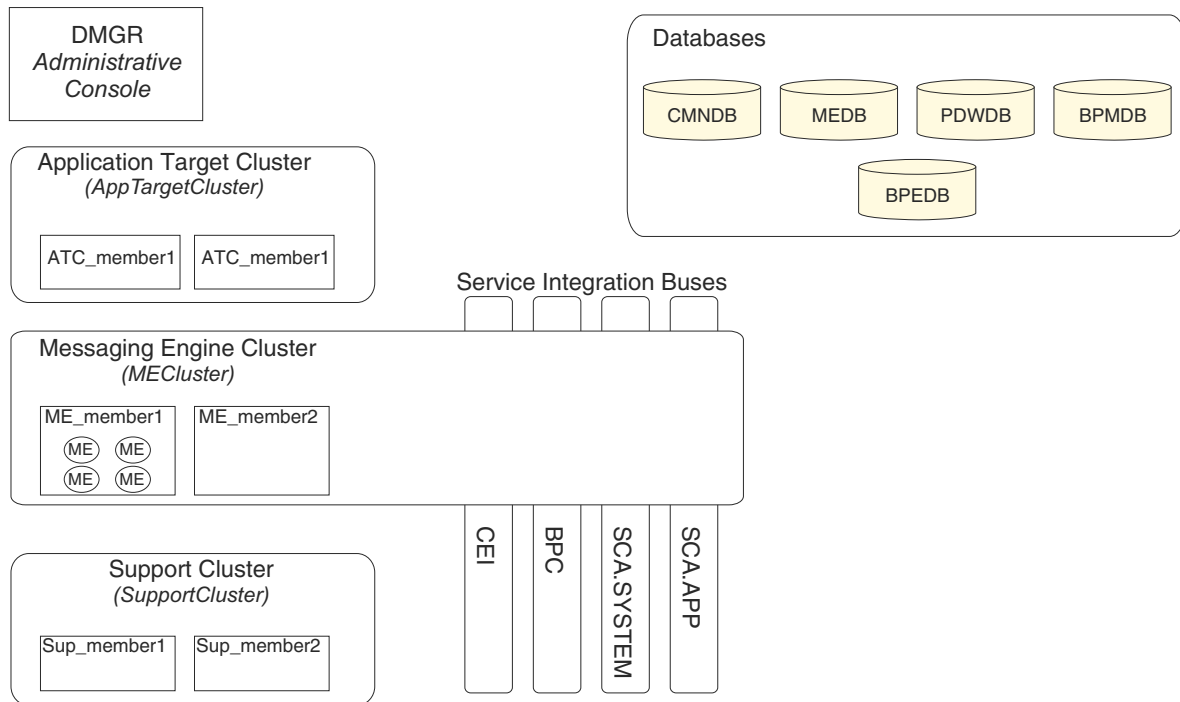 DMGR
Administrative
Console
Databases
CMNDB
MEDB
PDWDB
BPMDB
BPEDB
Application Target Cluster
(AppTargetCluster)
ATC_member1
ATC_member1
Service Integration Buses
Messaging Engine Cluster
(MECluster)
ME_member1
ME_member2
ME
ME
ME
ME
CEI
BPC
SCA.SYSTEM
SCA.APP
Support Cluster
(SupportCluster)
Sup_member1
Sup_member2